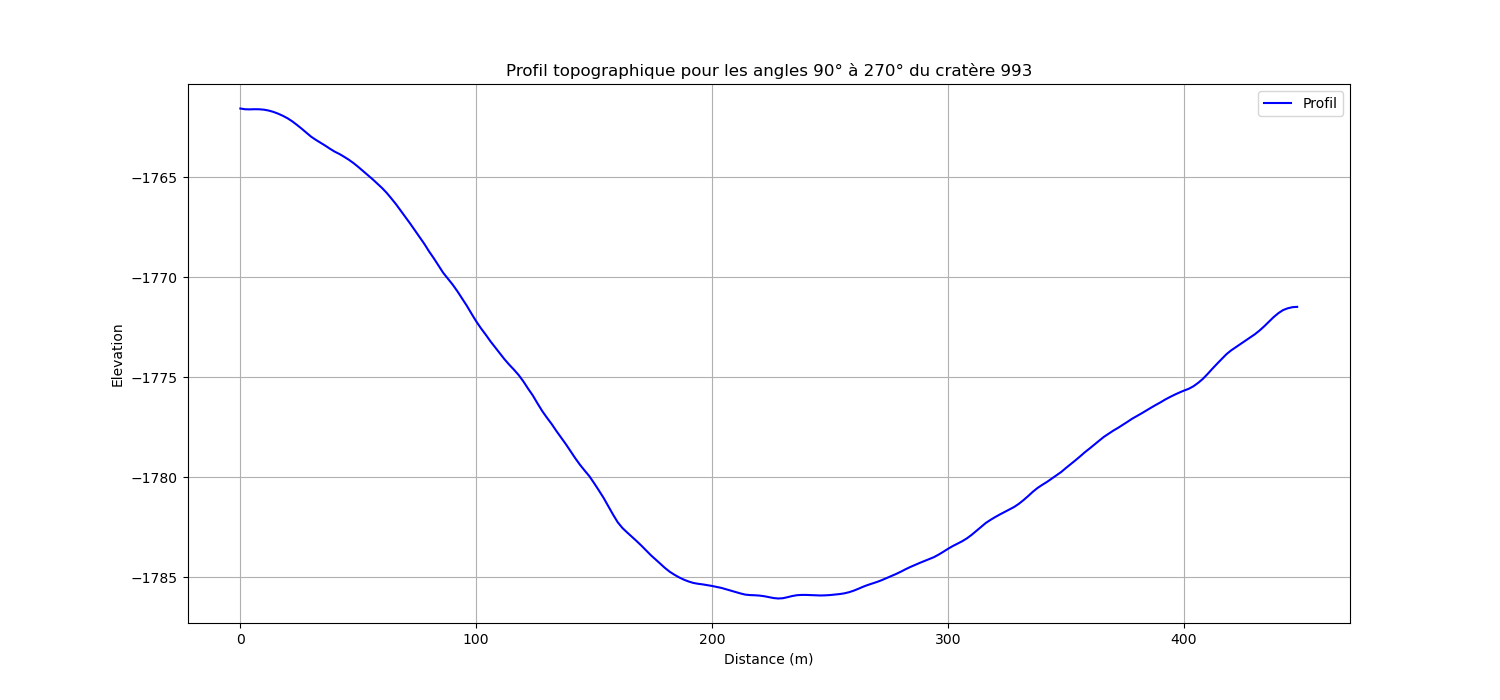 Profil topographique pour les angles 90° à 270° du cratère 993
Profil
−1765
−1770
−1775
−1780
−1785
Elevation
0 100 200 300 400
Distance (m)